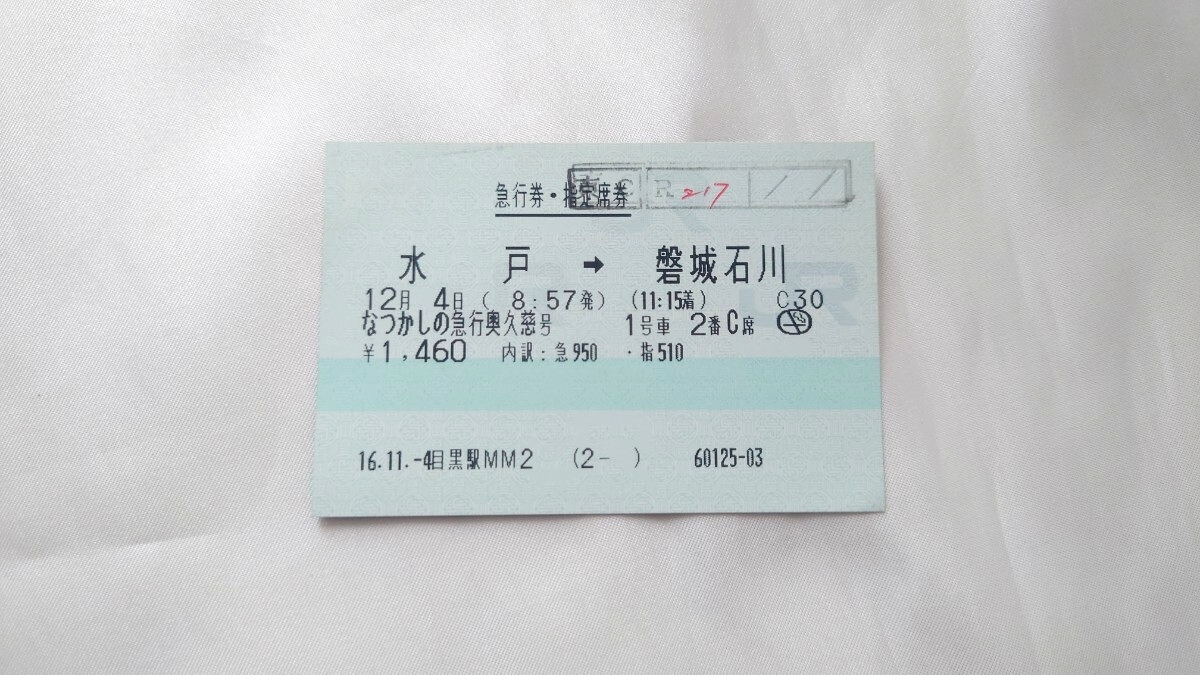 急行券・指定席券
C R 217 / /
水 戸 → 磐城石川
12月 4日 ( 8:57発) (11:15着) C30
なつかしの急行奥久慈号 1号車 2番C席
¥1,460 内訳:急950 ・指510
16.11.-4目黒駅MM2 (2- ) 60125-03